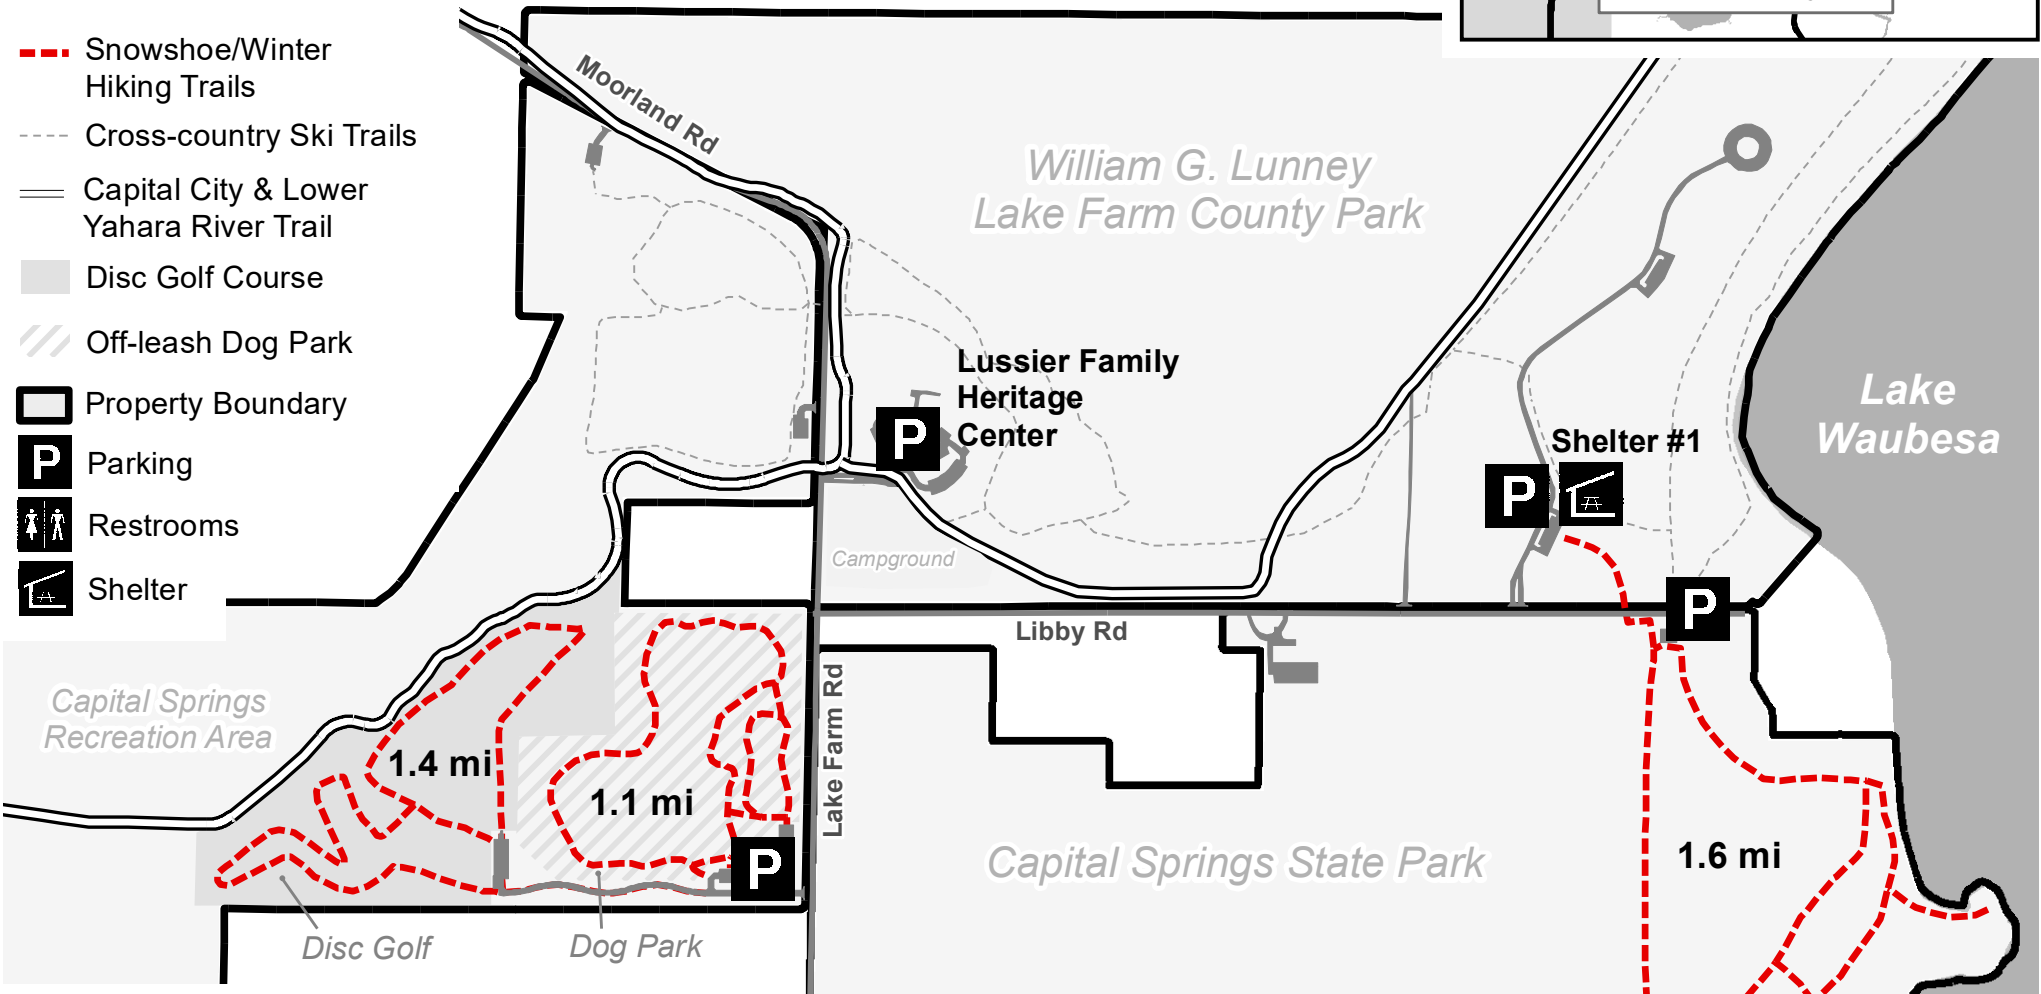 Snowshoe/Winter
Hiking Trails
Cross-country Ski Trails
Capital City & Lower
Yahara River Trail
Disc Golf Course
Off-leash Dog Park
Property Boundary
P
Parking
Restrooms
Shelter
Moorland Rd
William G. Lunney
Lake Farm County Park
Lussier Family
Heritage
Center
P
Lake
Waubesa
Shelter #1
P
Campground
P
Libby Rd
Lake Farm Rd
Capital Springs
Recreation Area
1.4 mi
1.1 mi
P
Capital Springs State Park
1.6 mi
Disc Golf
Dog Park